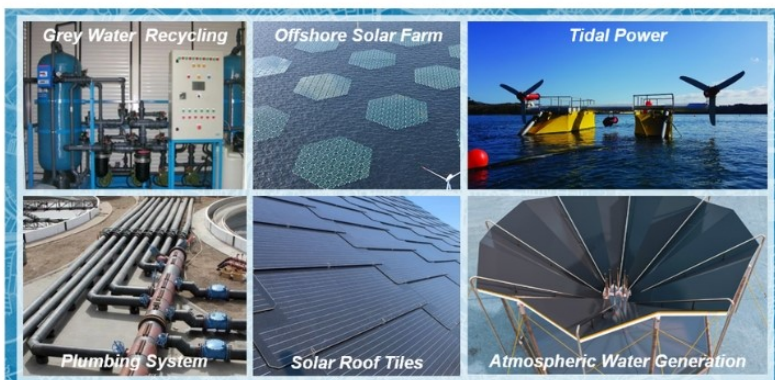 Grey Water Recycling
Offshore Solar Farm
Tidal Power
Plumbing System
Solar Roof Tiles
Atmospheric Water Generation